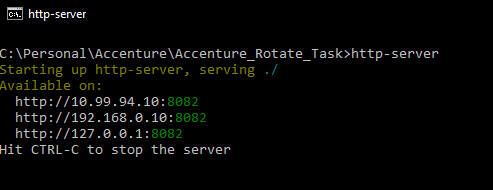 http-server
C:\Personal\Accenture\Accenture_Rotate_Task>http-server
Starting up http-server, serving ./
Available on:
http://10.99.94.10:8082
http://192.168.0.10:8082
http://127.0.0.1:8082
Hit CTRL-C to stop the server